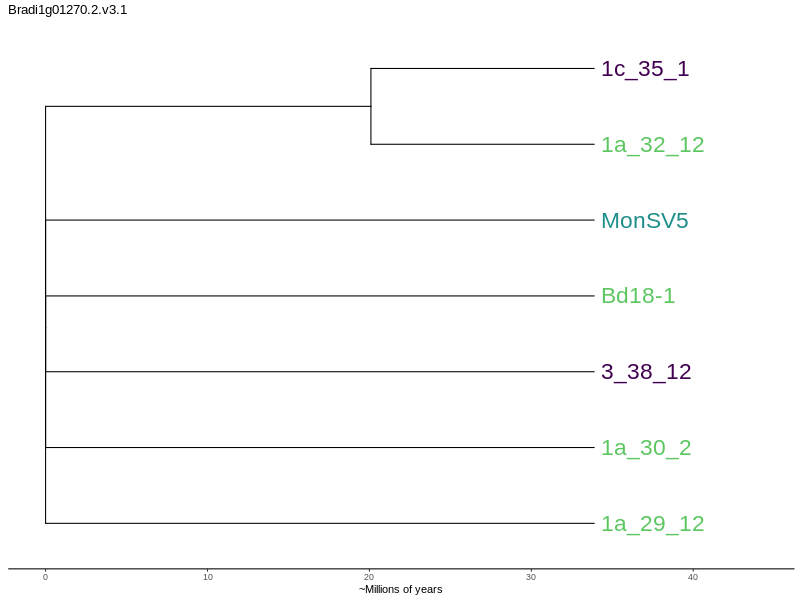 Bradi1g01270.2.v3.1
1c_35_1
1a_32_12
MonSV5
Bd18-1
3_38_12
1a_30_2
1a_29_12
0 10 20 30 40
~Millions of years